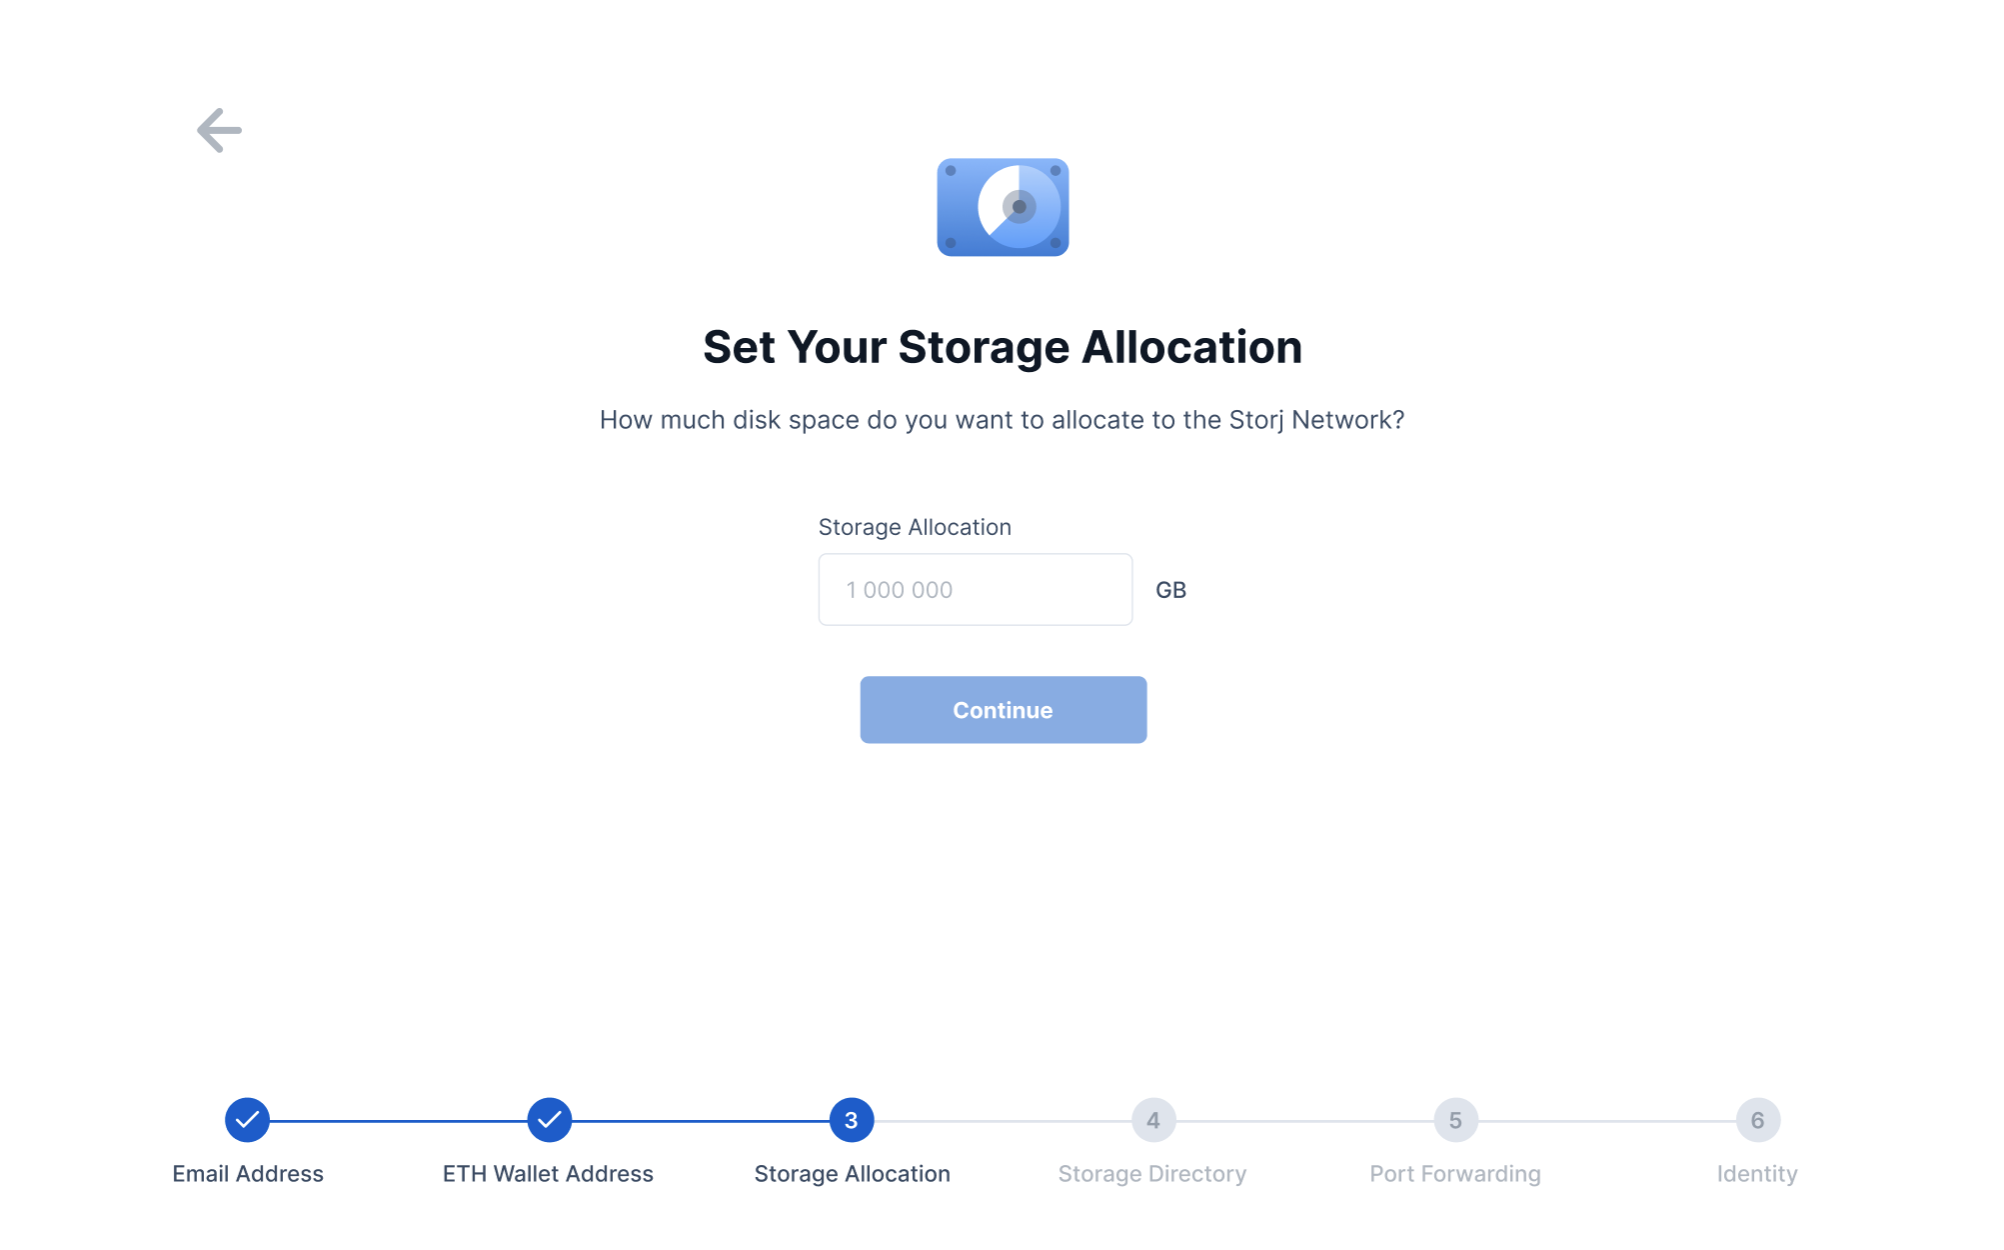 Set Your Storage Allocation
How much disk space do you want to allocate to the Storj Network?
Storage Allocation
1 000 000
GB
Continue
3
4
5
6
Email Address
ETH Wallet Address
Storage Allocation
Storage Directory
Port Forwarding
Identity